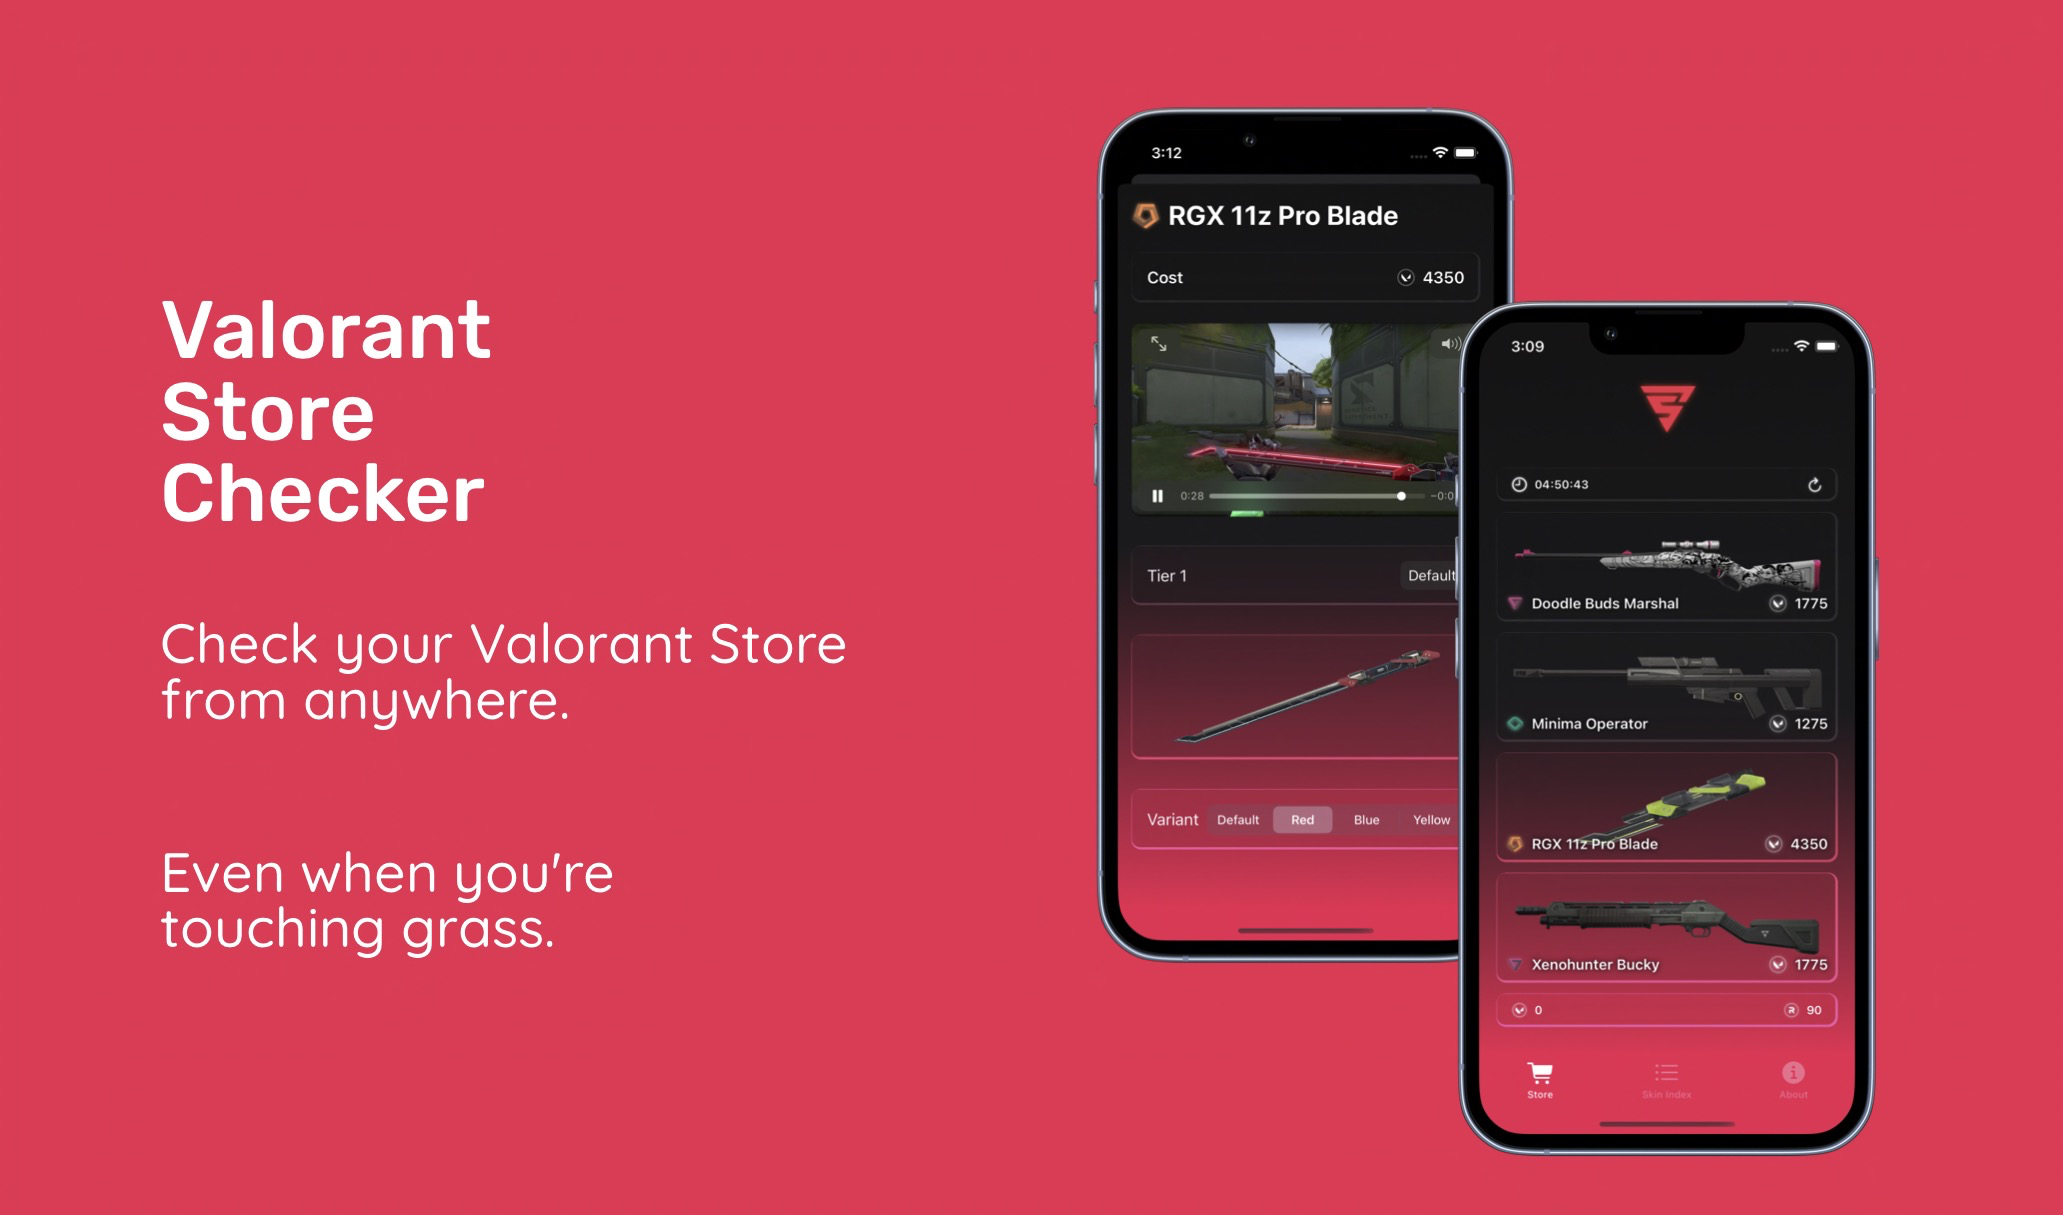 Valorant
Store
Checker
Check your Valorant Store
from anywhere.
Even when you're
touching grass.
3:12
RGX 11z Pro Blade
Cost 4350
0:28 -0:0
Tier 1 Default
Variant Default Red Blue Yellow
3:09
04:50:43
Doodle Buds Marshal 1775
Minima Operator 1275
RGX 11z Pro Blade 4350
Xenohunter Bucky 1775
0 90
Store Skin Index About